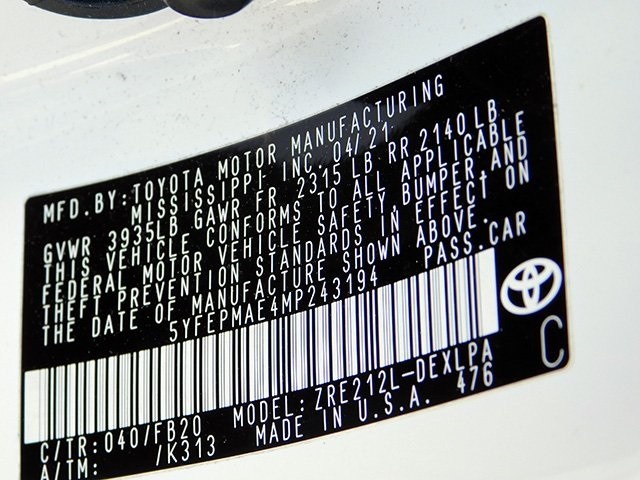 MFD.BY:TOYOTA MOTOR MANUFACTURING
MISSISSIPPI INC. 04/21
GVWR 3935LB GAWR FR 2315 LB RR 2140LB
THIS VEHICLE CONFORMS TO ALL APPLICABLE
FEDERAL MOTOR VEHICLE SAFETY, BUMPER, AND
THEFT PREVENTION STANDARDS IN EFFECT ON
THE DATE OF MANUFACTURE SHOWN ABOVE.
5YFEPMAE4MP243194 PASS.CAR
C/TR:040/FB20 MODEL:ZRE212L-DEXLPA
A/TM: /K313 MADE IN U.S.A. 476
C